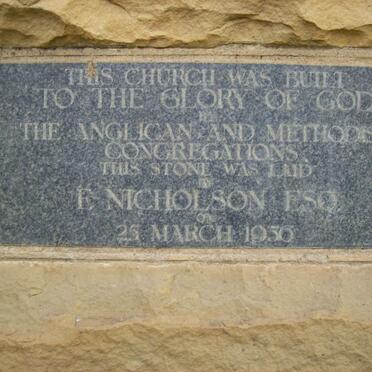 THIS CHURCH WAS BUILT
TO THE GLORY OF GOD
BY
THE ANGLICAN AND METHODIS
CONGREGATIONS.
THIS STONE WAS LAID
BY
E. NICHOLSON ESQ.
ON
25 MARCH 1950